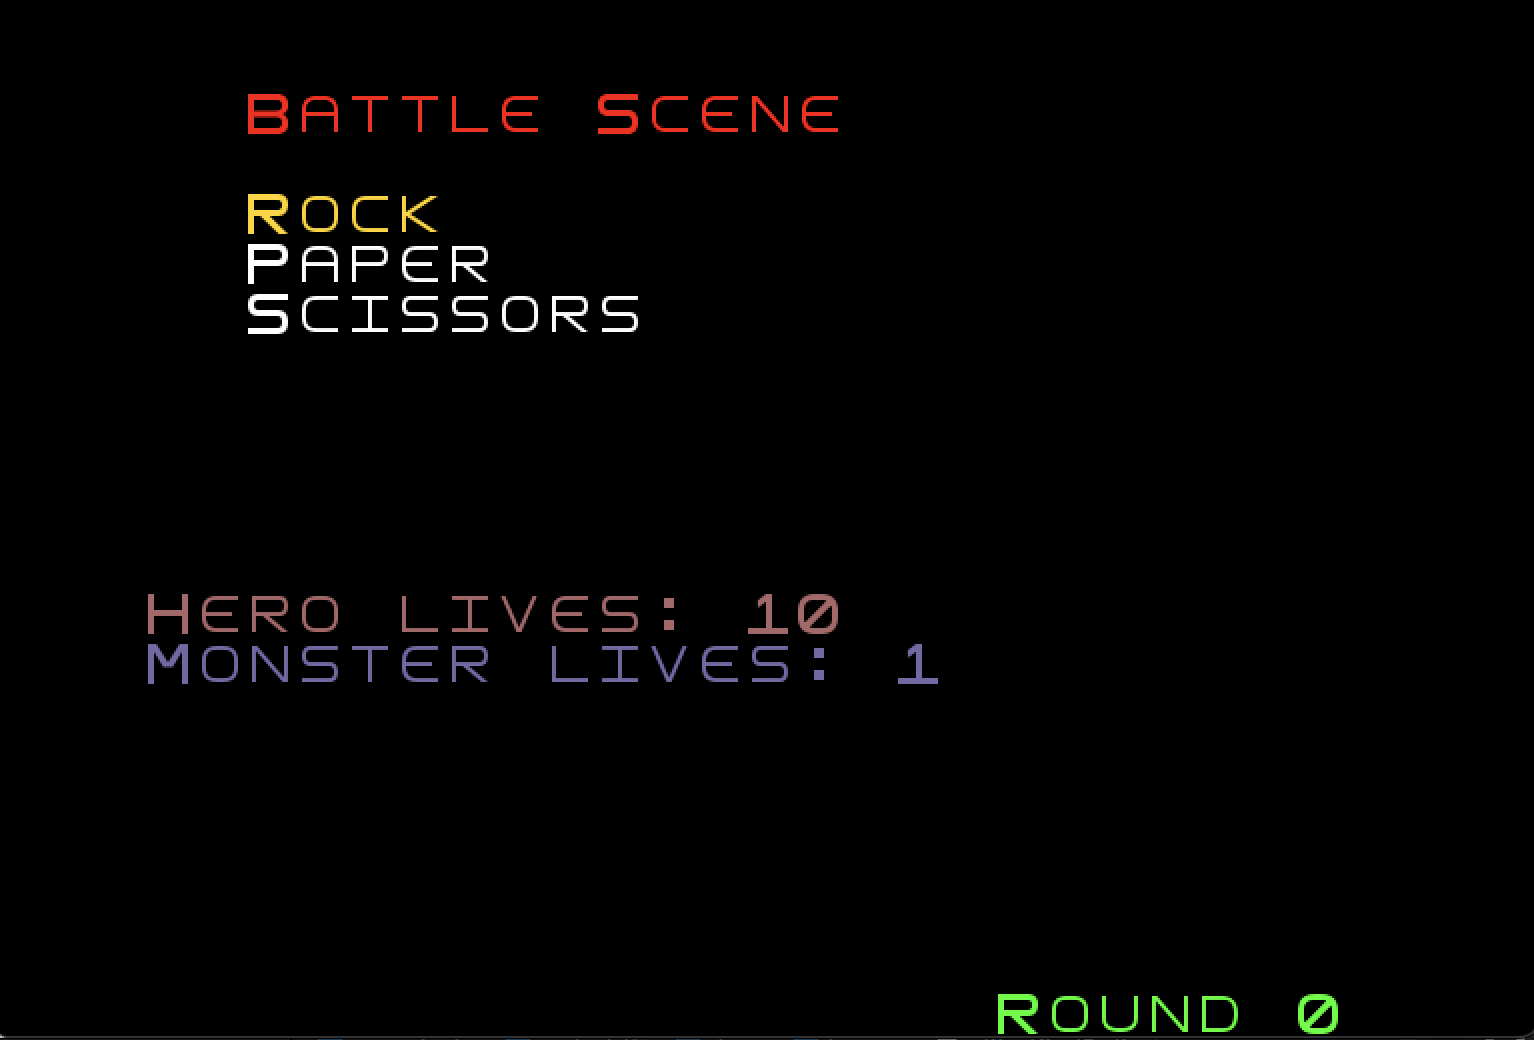 Battle Scene
Rock
Paper
Scissors
Hero lives: 10
Monster lives: 1
Round 0